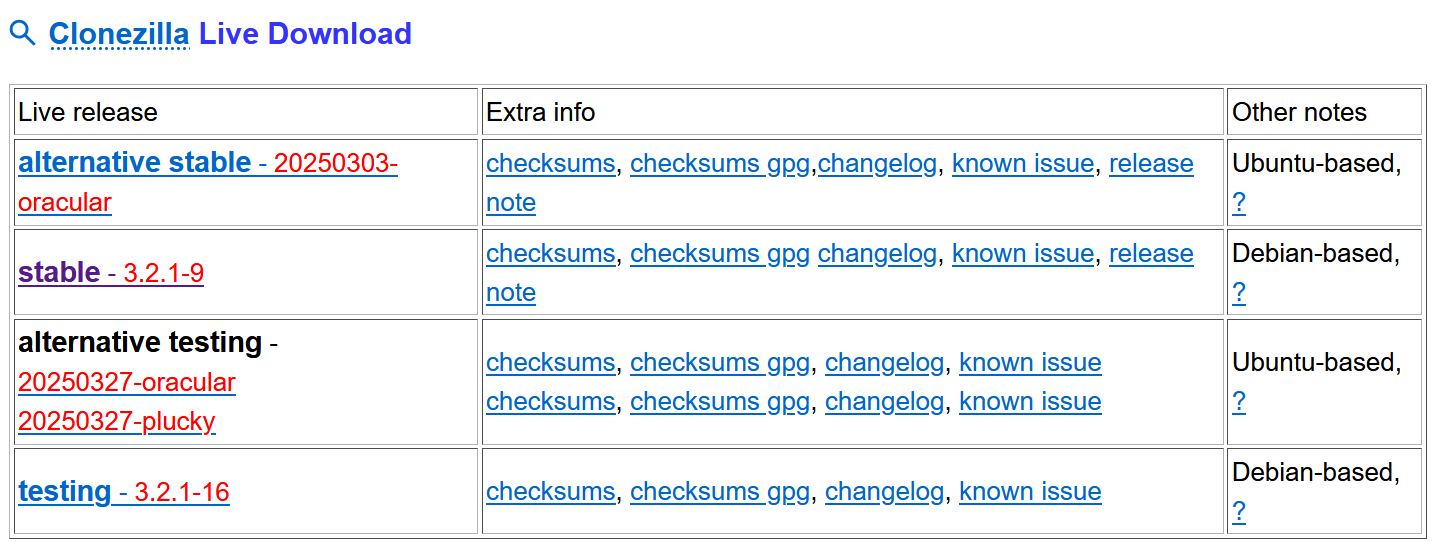 Clonezilla Live Download
Live release
Extra info
Other notes
alternative stable - 20250303-
oracular
checksums, checksums gpg,changelog, known issue, release
note
Ubuntu-based,
?
stable - 3.2.1-9
checksums, checksums gpg changelog, known issue, release
note
Debian-based,
?
alternative testing -
20250327-oracular
20250327-plucky
checksums, checksums gpg, changelog, known issue
checksums, checksums gpg, changelog, known issue
Ubuntu-based,
?
testing - 3.2.1-16
checksums, checksums gpg, changelog, known issue
Debian-based,
?